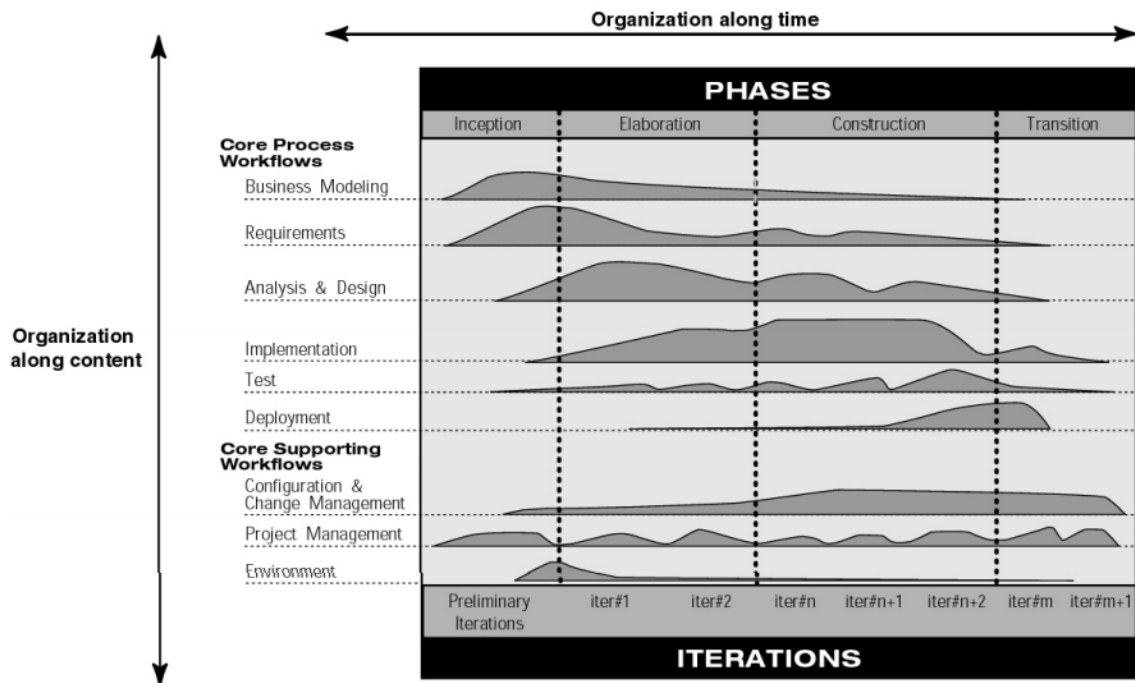 Organization along time
PHASES
Inception
Elaboration
Construction
Transition
Core Process
Workflows
Business Modeling
Requirements
Analysis & Design
Implementation
Test
Deployment
Core Supporting
Workflows
Configuration &
Change Management
Project Management
Environment
Organization
along content
Preliminary
Iterations
iter#1
iter#2
iter#n
iter#n+1
iter#n+2
iter#m
iter#m+1
ITERATIONS